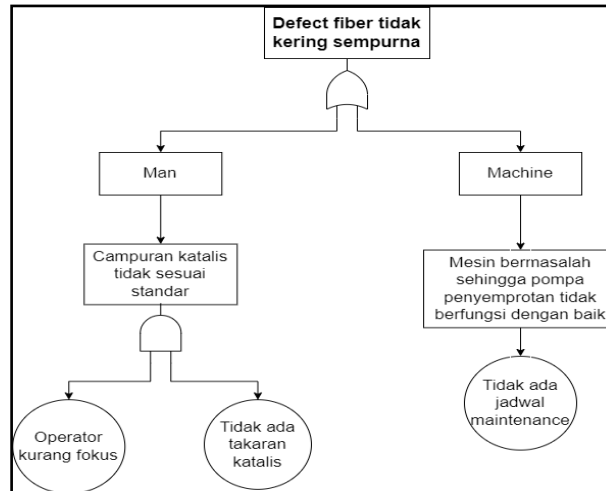 Defect fiber tidak
kering sempurna
Man
Machine
Campuran katalis
tidak sesuai
standar
Mesin bermasalah
sehingga pompa
penyemprotan tidak
berfungsi dengan baik
Operator
kurang fokus
Tidak ada
takaran
katalis
Tidak ada
jadwal
maintenance